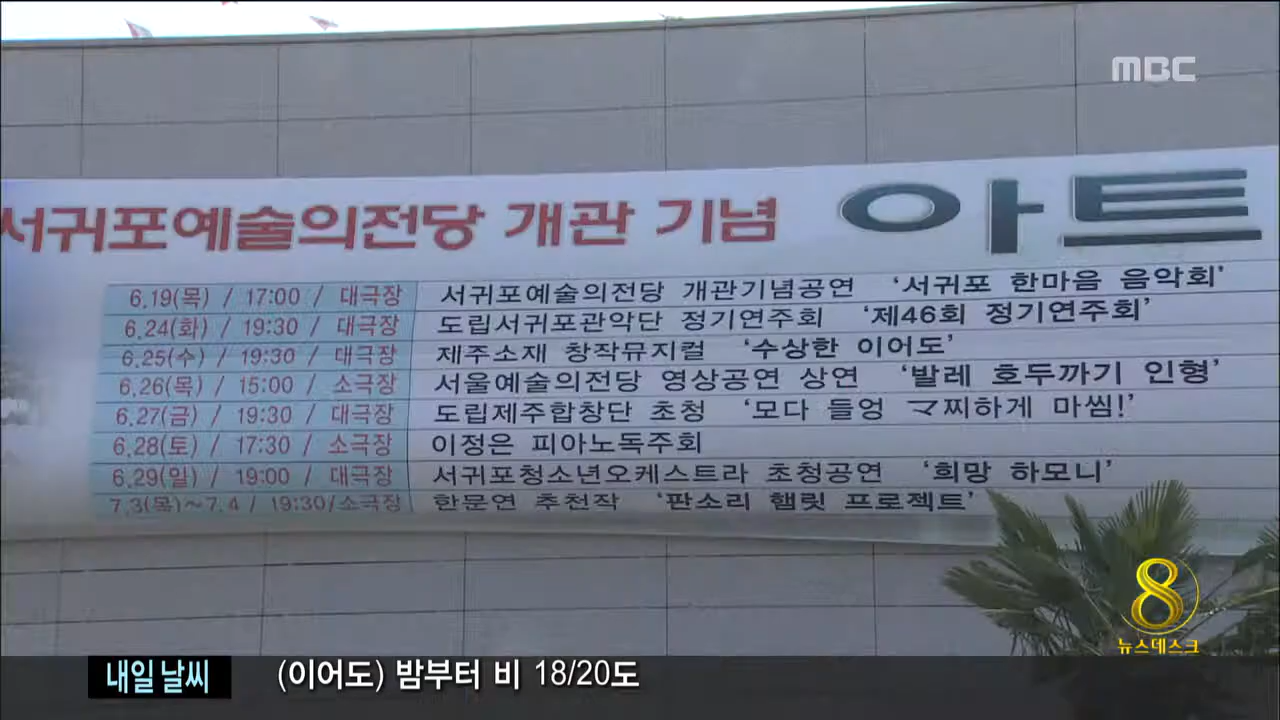 MBC
서귀포예술의전당 개관 기념 아트
6.19(목) / 17:00 / 대극장 서귀포예술의전당 개관기념공연 ‘서귀포 한마음 음악회’
6.24(화) / 19:30 / 대극장 도립서귀포관악단 정기연주회 ‘제46회 정기연주회’
6.25(수) / 19:30 / 대극장 제주소재 창작뮤지컬 ‘수상한 이어도’
6.26(목) / 15:00 / 소극장 서울예술의전당 영상공연 상연 ‘발레 호두까기 인형’
6.27(금) / 19:30 / 대극장 도립제주합창단 초청 ‘모다 들엉 마씸!’
6.28(토) / 17:30 / 소극장 이정은 피아노독주회
6.29(일) / 19:00 / 대극장 서귀포청소년오케스트라 초청공연 ‘희망 하모니’
7.3(목)~7.4 / 19:30/소극장 한문연 추천작 ‘판소리 햄릿 프로젝트’
8
뉴스데스크
내일 날씨 (이어도) 밤부터 비 18/20도